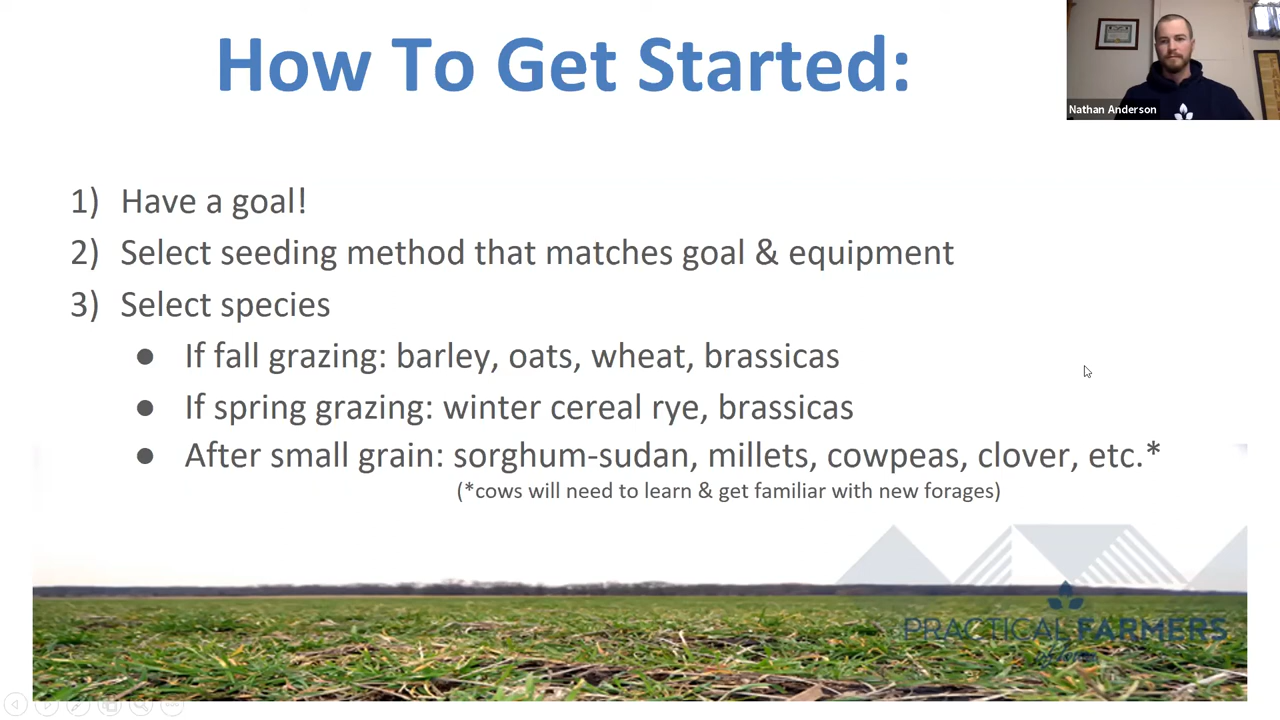 How To Get Started:
Nathan Anderson
1) Have a goal!
2) Select seeding method that matches goal & equipment
3) Select species
● If fall grazing: barley, oats, wheat, brassicas
● If spring grazing: winter cereal rye, brassicas
● After small grain: sorghum-sudan, millets, cowpeas, clover, etc.*
(*cows will need to learn & get familiar with new forages)
PRACTICAL FARMERS
of Iowa